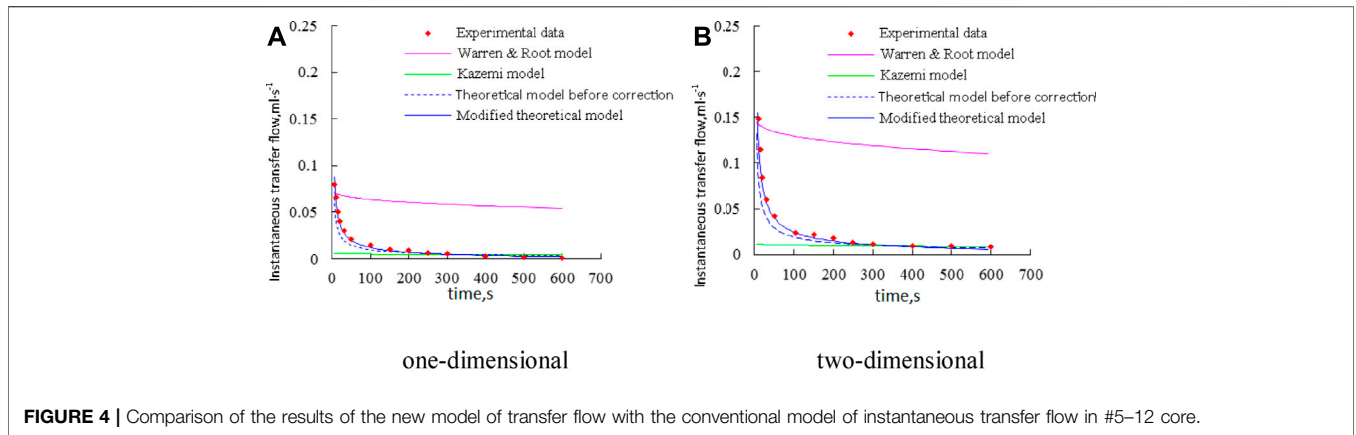 A
0.25
0.2
0.15
0.1
0.05
0
Instantaneous transfer flow,ml·s⁻¹
Experimental data
Warren & Root model
Kazemi model
Theoretical model before correction
Modified theoretical model
0 100 200 300 400 500 600 700
time,s
one-dimensional
B
0.25
0.2
0.15
0.1
0.05
0
Instantaneous transfer flow,ml·s⁻¹
Experimental data
Warren & Root model
Kazemi model
Theoretical model before correction
Modified theoretical model
0 100 200 300 400 500 600 700
time,s
two-dimensional
FIGURE 4 | Comparison of the results of the new model of transfer flow with the conventional model of instantaneous transfer flow in #5–12 core.